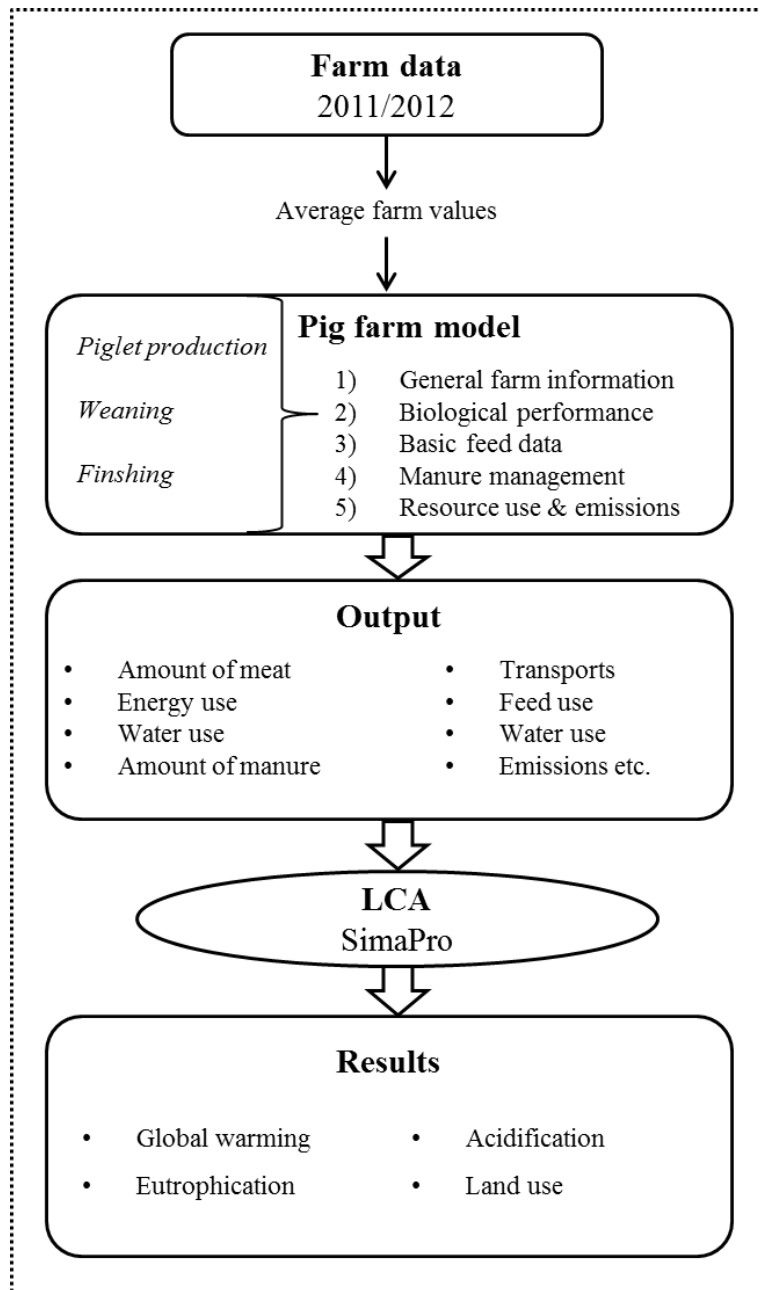 Farm data
2011/2012
Average farm values
Pig farm model
Piglet production
Weaning
Finshing
1) General farm information
2) Biological performance
3) Basic feed data
4) Manure management
5) Resource use & emissions
Output
• Amount of meat
• Energy use
• Water use
• Amount of manure
• Transports
• Feed use
• Water use
• Emissions etc.
LCA
SimaPro
Results
• Global warming
• Eutrophication
• Acidification
• Land use